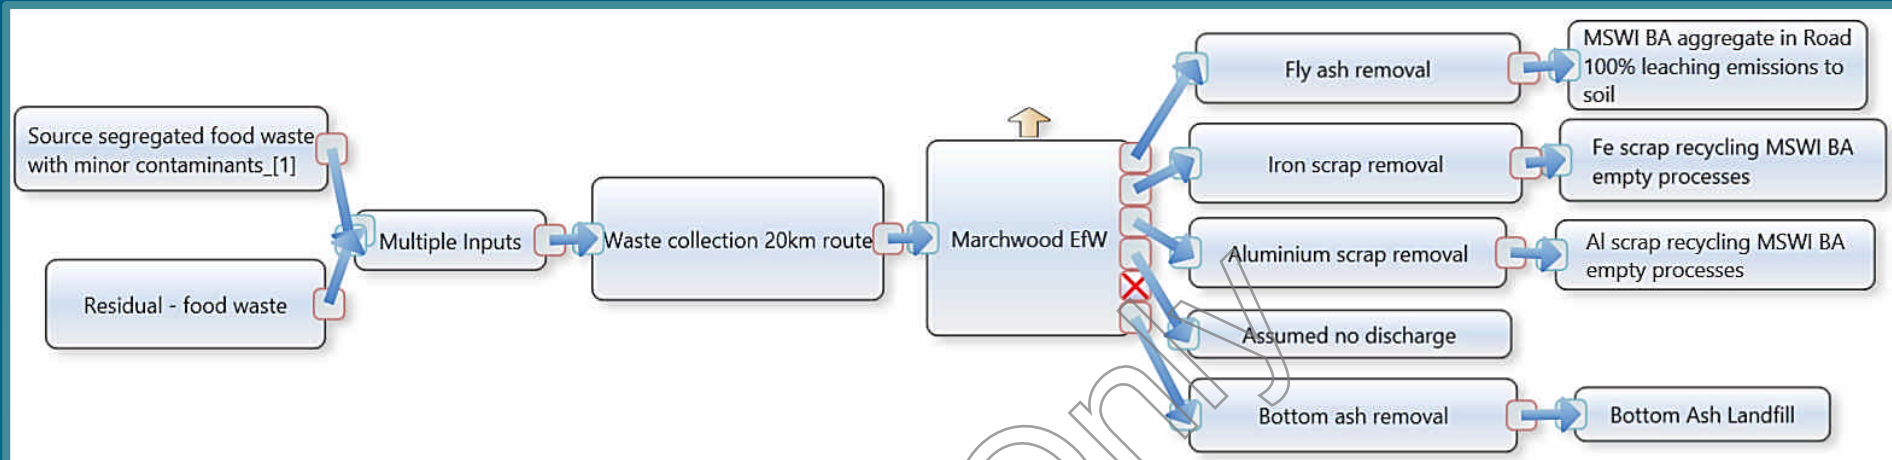 Source segregated food waste
with minor contaminants_[1]
Residual - food waste
Multiple Inputs
Waste collection 20km route
Marchwood EfW
Fly ash removal
MSWI BA aggregate in Road
100% leaching emissions to
soil
Iron scrap removal
Fe scrap recycling MSWI BA
empty processes
Aluminium scrap removal
Al scrap recycling MSWI BA
empty processes
Assumed no discharge
Bottom ash removal
Bottom Ash Landfill
only